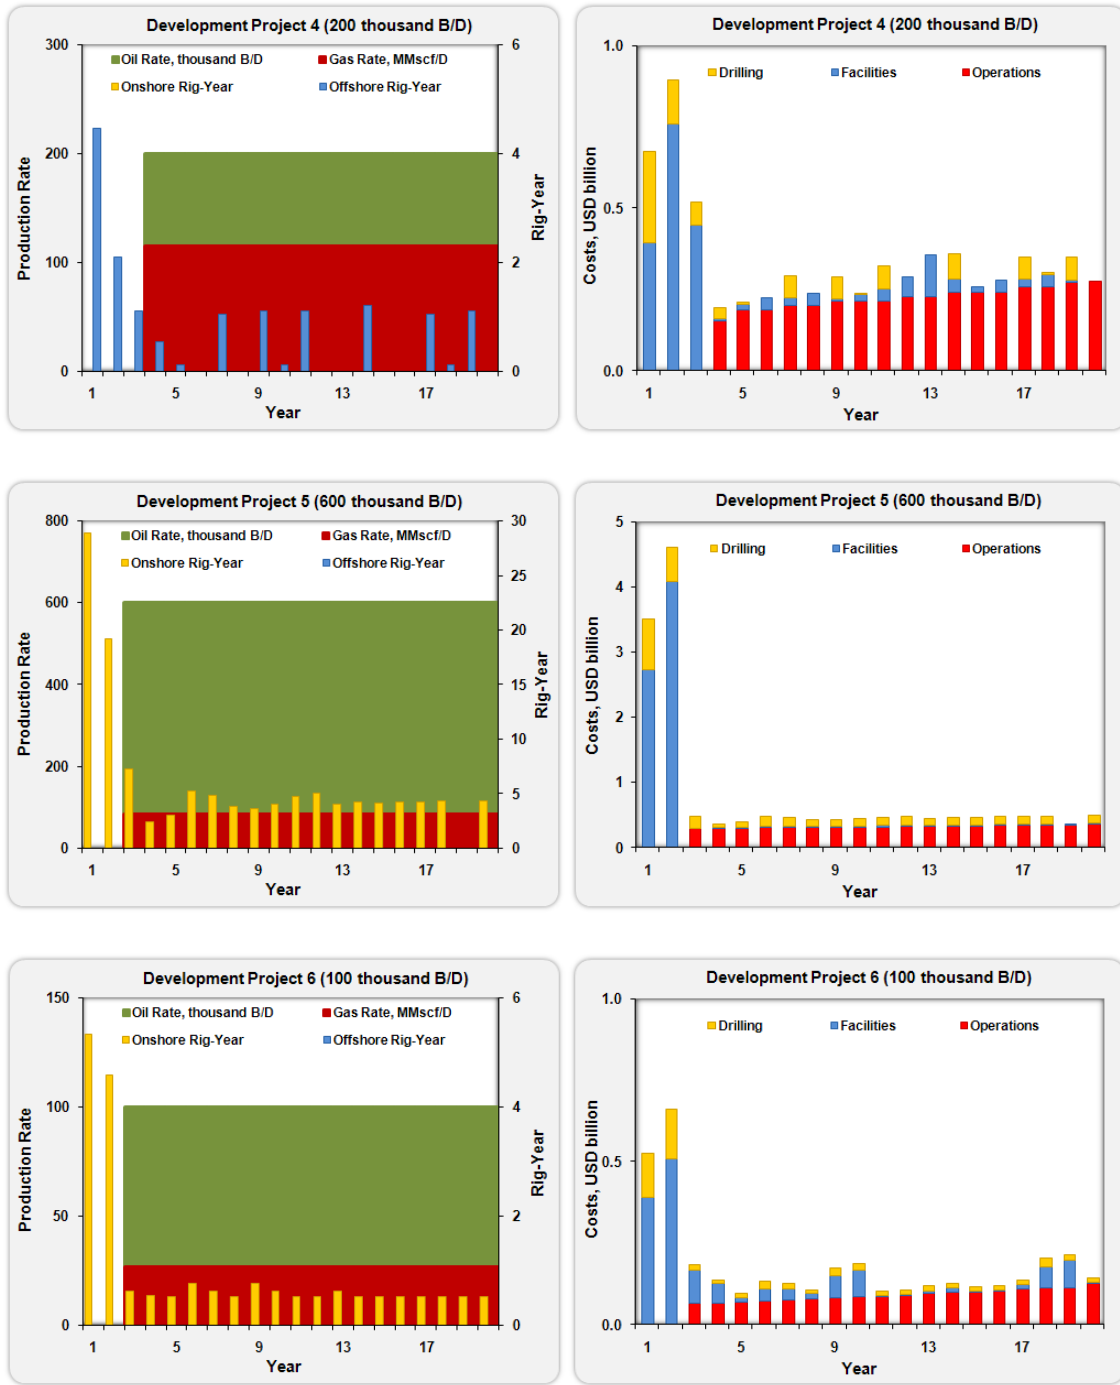 Development Project 4 (200 thousand B/D)
300
200
100
0
Production Rate
Oil Rate, thousand B/D
Gas Rate, MMscf/D
Onshore Rig-Year
Offshore Rig-Year
6
4
2
0
Rig-Year
1 5 9 13 17
Year
Development Project 4 (200 thousand B/D)
1.0
0.5
0.0
Costs, USD billion
Drilling Facilities Operations
1 5 9 13 17
Year
Development Project 5 (600 thousand B/D)
800
600
400
200
0
Production Rate
Oil Rate, thousand B/D
Gas Rate, MMscf/D
Onshore Rig-Year
Offshore Rig-Year
30
25
20
15
10
5
0
Rig-Year
1 5 9 13 17
Year
Development Project 5 (600 thousand B/D)
5
4
3
2
1
0
Costs, USD billion
Drilling Facilities Operations
1 5 9 13 17
Year
Development Project 6 (100 thousand B/D)
150
100
50
0
Production Rate
Oil Rate, thousand B/D
Gas Rate, MMscf/D
Onshore Rig-Year
Offshore Rig-Year
6
4
2
0
Rig-Year
1 5 9 13 17
Year
Development Project 6 (100 thousand B/D)
1.0
0.5
0.0
Costs, USD billion
Drilling Facilities Operations
1 5 9 13 17
Year